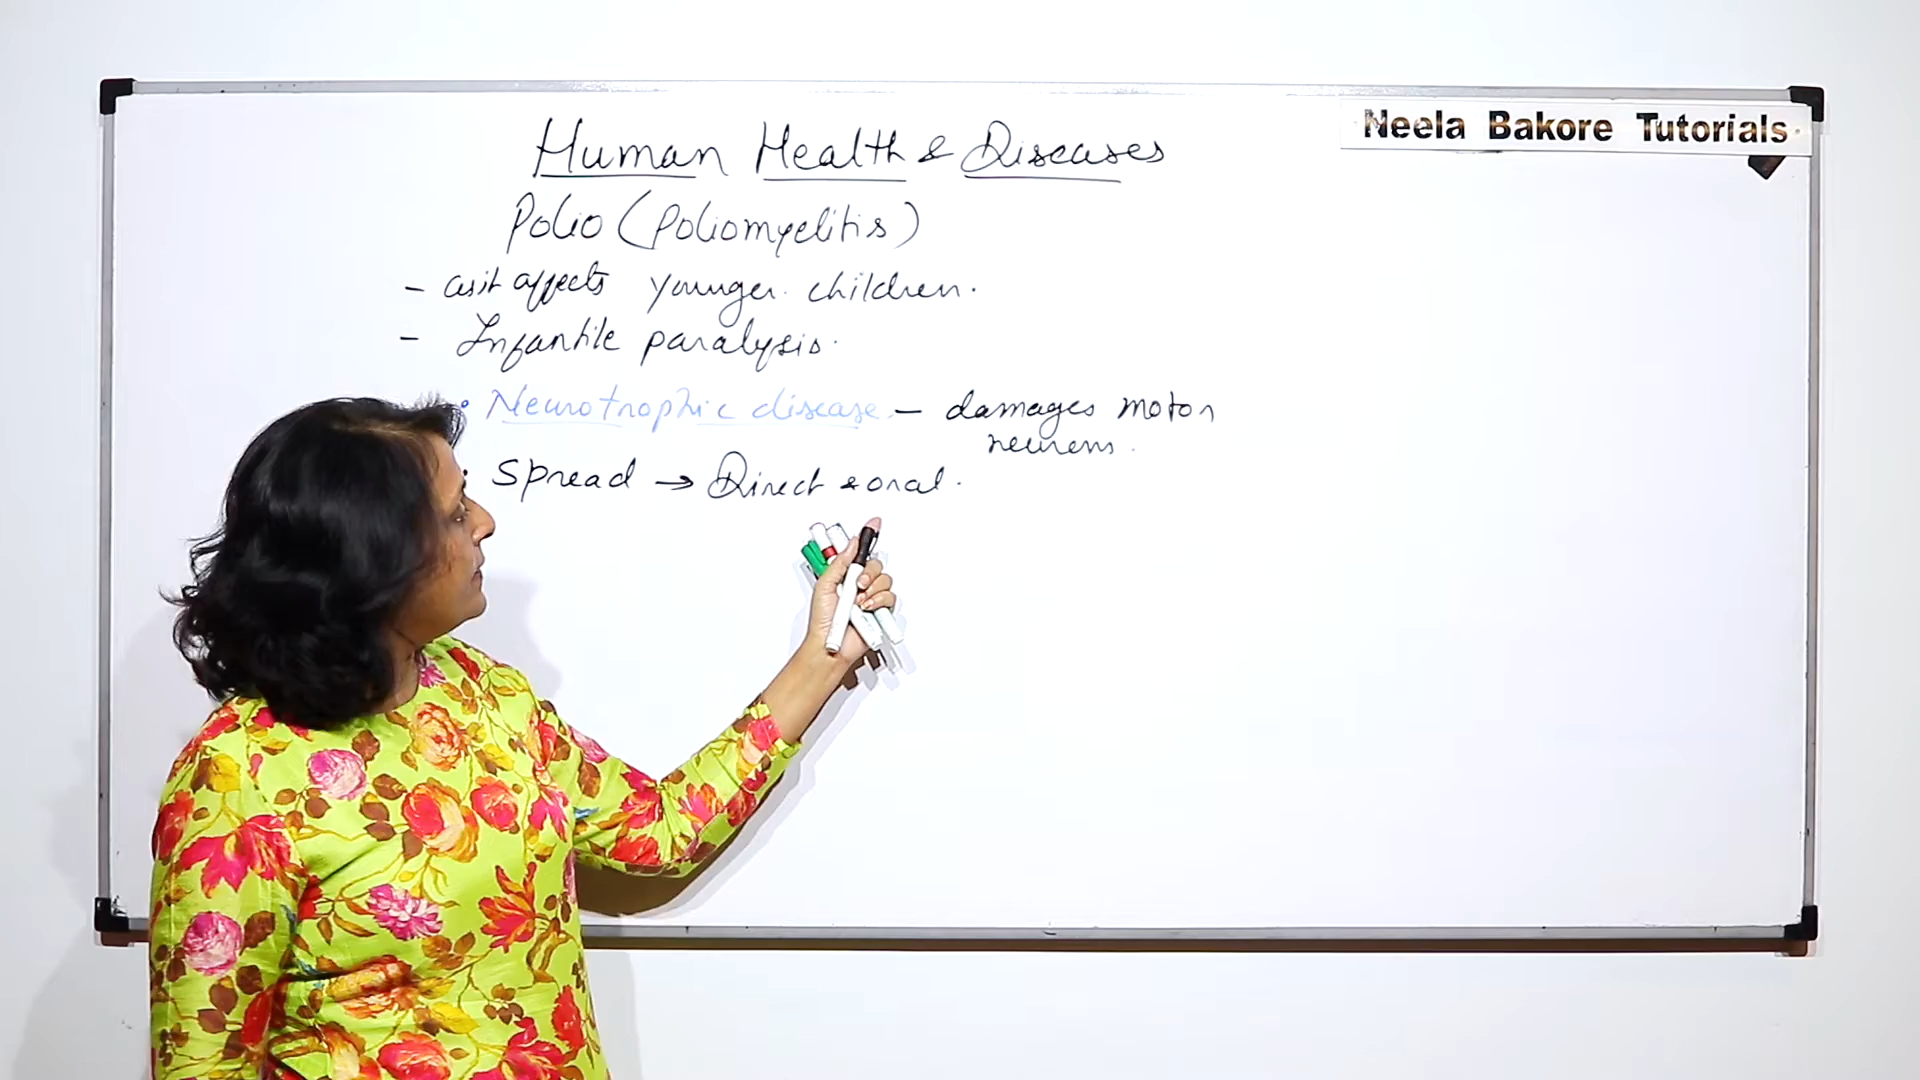 Neela Bakore Tutorials
Human Health & Diseases
Polio (Poliomyelitis)
- as it affects younger children.
- Infantile paralysis.
• Neurotrophic disease - damages motor
neurons.
• Spread → Direct & oral.